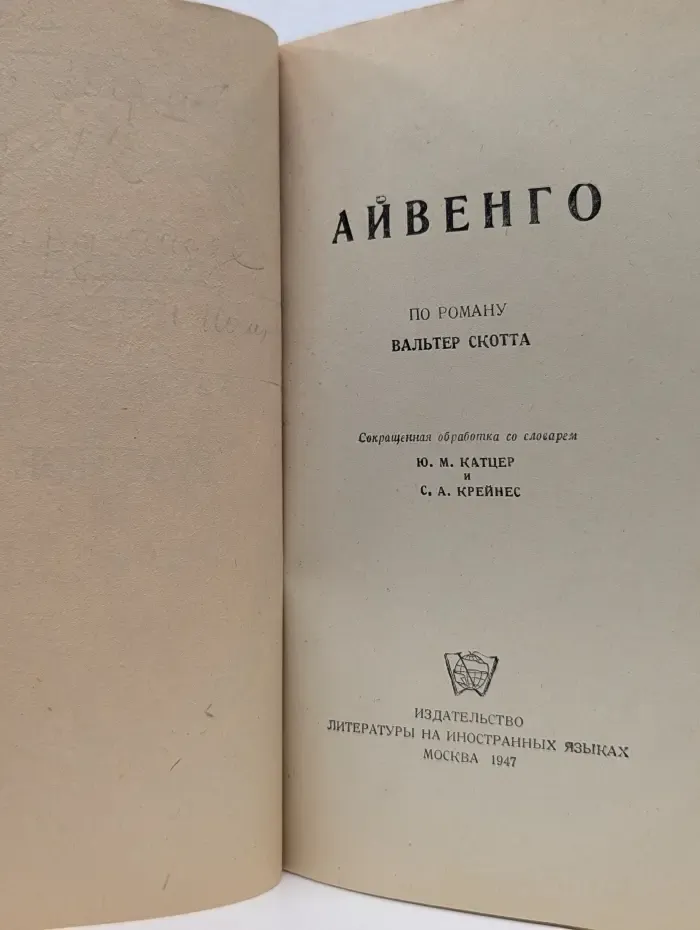 АЙВЕНГО
ПО РОМАНУ
ВАЛЬТЕР СКОТТА
Сокращенная обработка со словарем
Ю. М. КАТЦЕР
И
С. А. КРЕЙНЕС
ИЗДАТЕЛЬСТВО
ЛИТЕРАТУРЫ НА ИНОСТРАННЫХ ЯЗЫКАХ
МОСКВА 1947